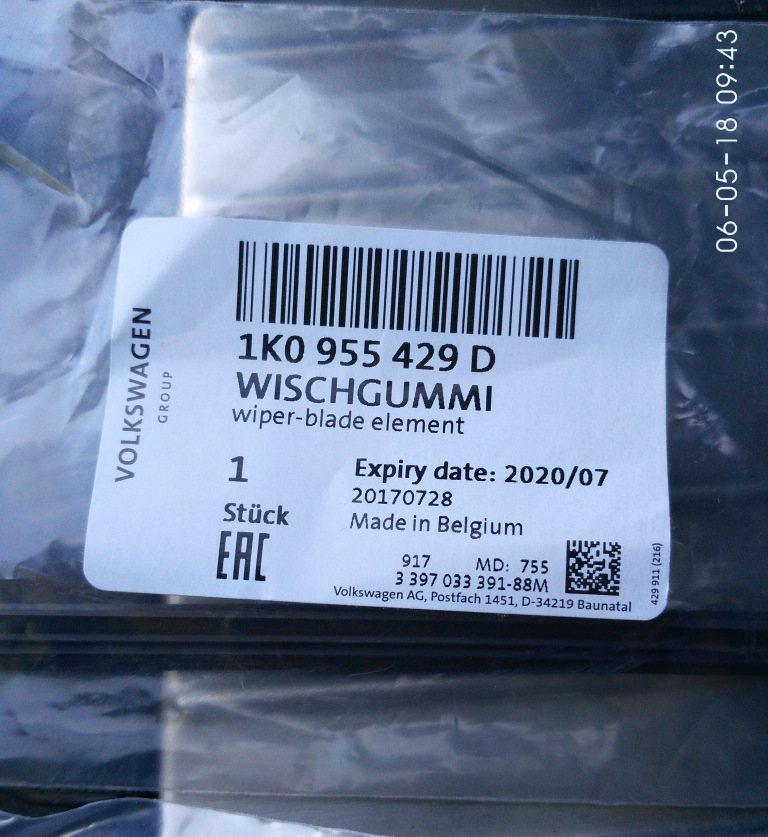 06-05-18 09:43
VOLKSWAGEN
GROUP
1K0 955 429 D
WISCHGUMMI
wiper-blade element
1
Stück
Expiry date: 2020/07
20170728
Made in Belgium
EAC
917 MD: 755
3 397 033 391-88M
Volkswagen AG, Postfach 1451, D-34219 Baunatal
429 911 (216)